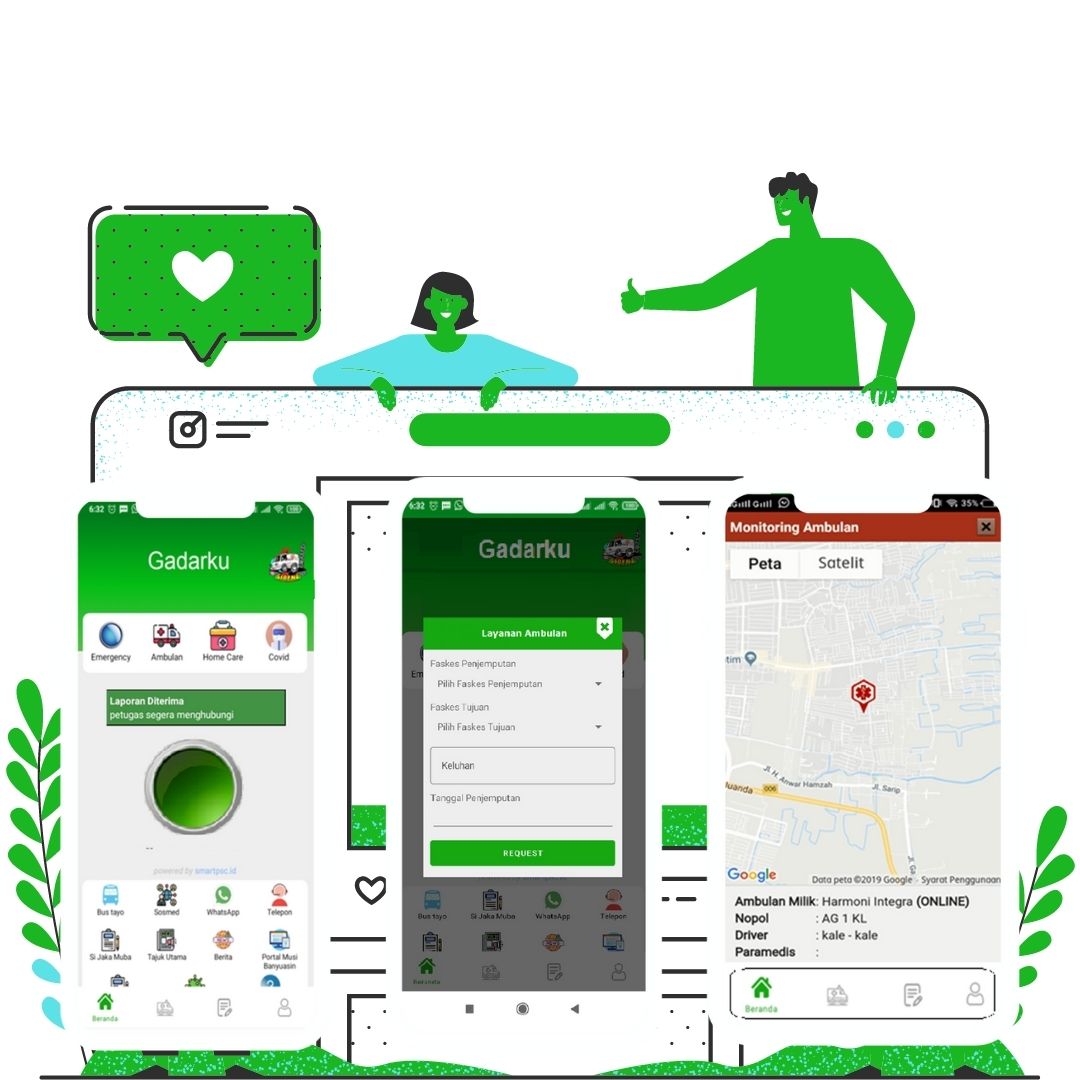 6:32
Gadarku
Emergency
Ambulan
Home Care
Covid
Laporan Diterima
petugas segera menghubungi
--
powered by smartpsc.id
Bus tayo
Sosmed
WhatsApp
Telepon
Si Jaka Muba
Tajuk Utama
Berita
Portal Musi
Banyuasin
Beranda
6:32
Gadarku
Layanan Ambulan
Faskes Penjemputan
Pilih Faskes Penjemputan
Faskes Tujuan
Pilih Faskes Tujuan
Keluhan
Tanggal Penjemputan
REQUEST
Bus tayo
Si Jaka Muba
WhatsApp
Telepon
Beranda
35%
Monitoring Ambulan
Peta
Satelit
tim
Jl. H. Anwar Hamzah
Jl. Sarip
uanda
006
Jl. Ga
Google
Data peta ©2019 Google - Syarat Penggunaan
Ambulan Milik: Harmoni Integra (ONLINE)
Nopol : AG 1 KL
Driver : kale - kale
Paramedis :
Beranda